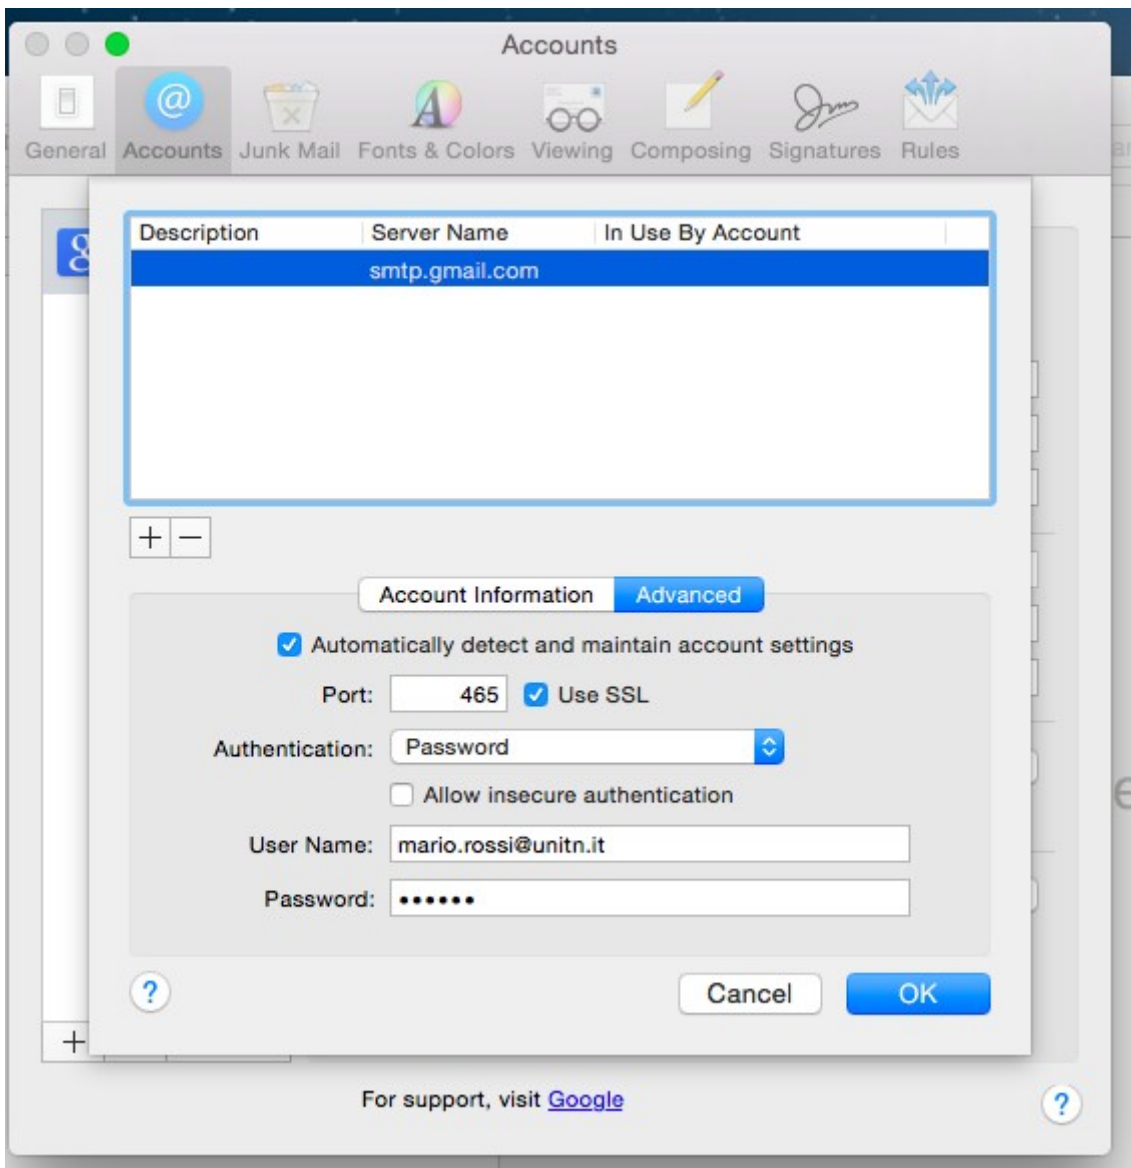 Accounts
@
General Accounts Junk Mail Fonts & Colors Viewing Composing Signatures Rules
Description Server Name In Use By Account
smtp.gmail.com
+ −
Account Information Advanced
Automatically detect and maintain account settings
Port: 465 Use SSL
Authentication: Password
Allow insecure authentication
User Name: mario.rossi@unitn.it
Password: ••••••
? Cancel OK
+
For support, visit Google
?